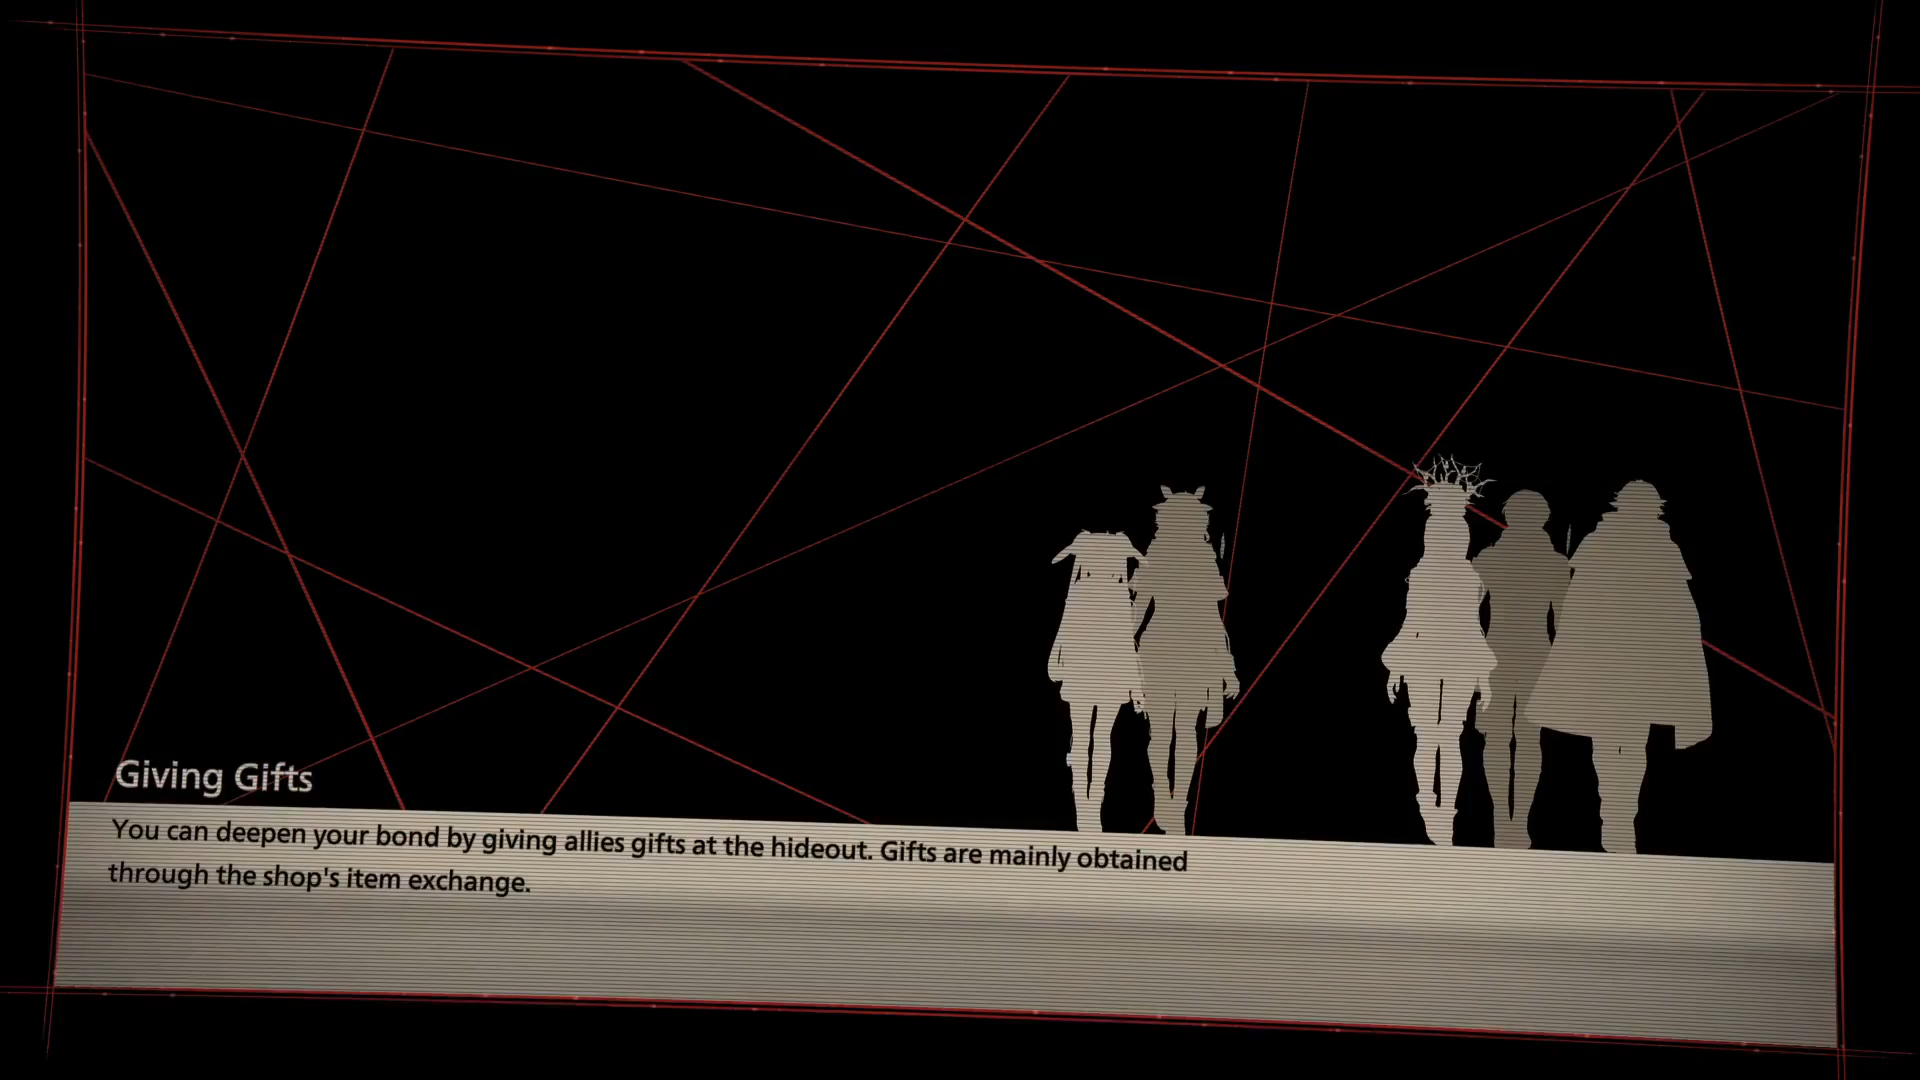 Giving Gifts
You can deepen your bond by giving allies gifts at the hideout. Gifts are mainly obtained
through the shop's item exchange.